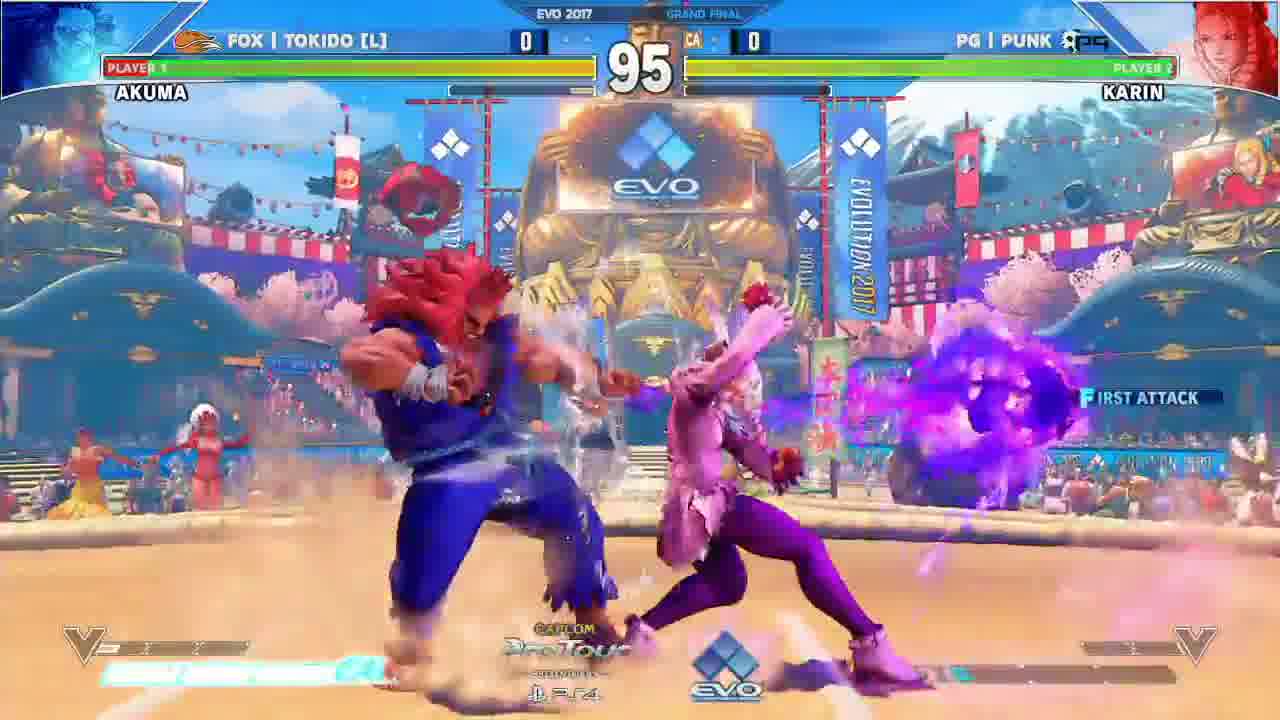 EVO 2017
GRAND FINAL
FOX | TOKIDO [L]
0
95
CA
0
PG | PUNK
PLAYER 1
PLAYER 2
AKUMA
KARIN
EVO
EVOLUTION 2017
FIRST ATTACK
CAPCOM
Pro Tour
PS4
EVO